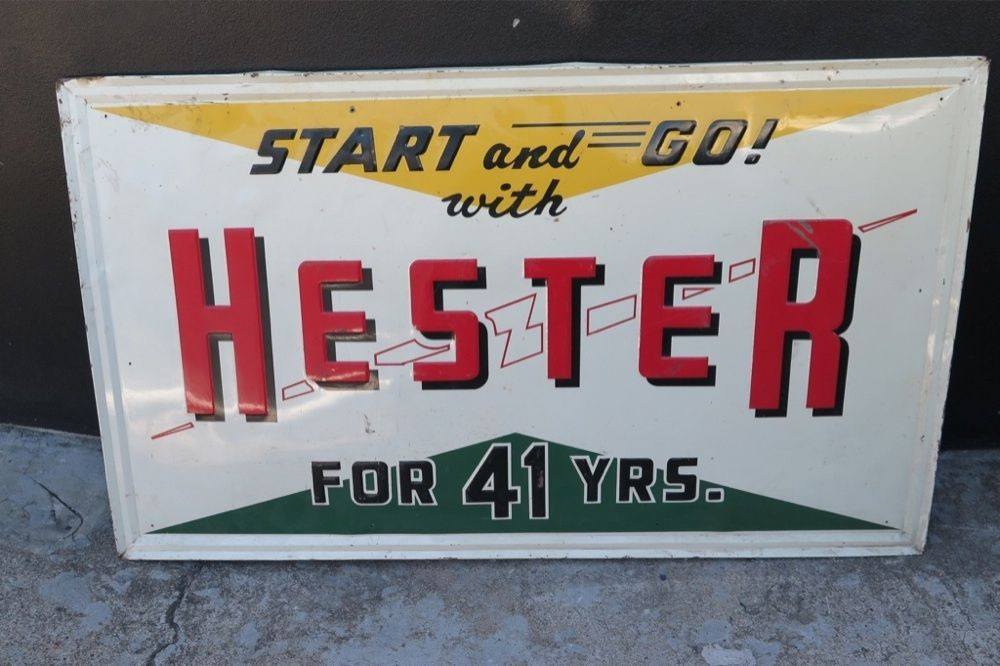 START and GO!
with
HESTER
FOR 41 YRS.